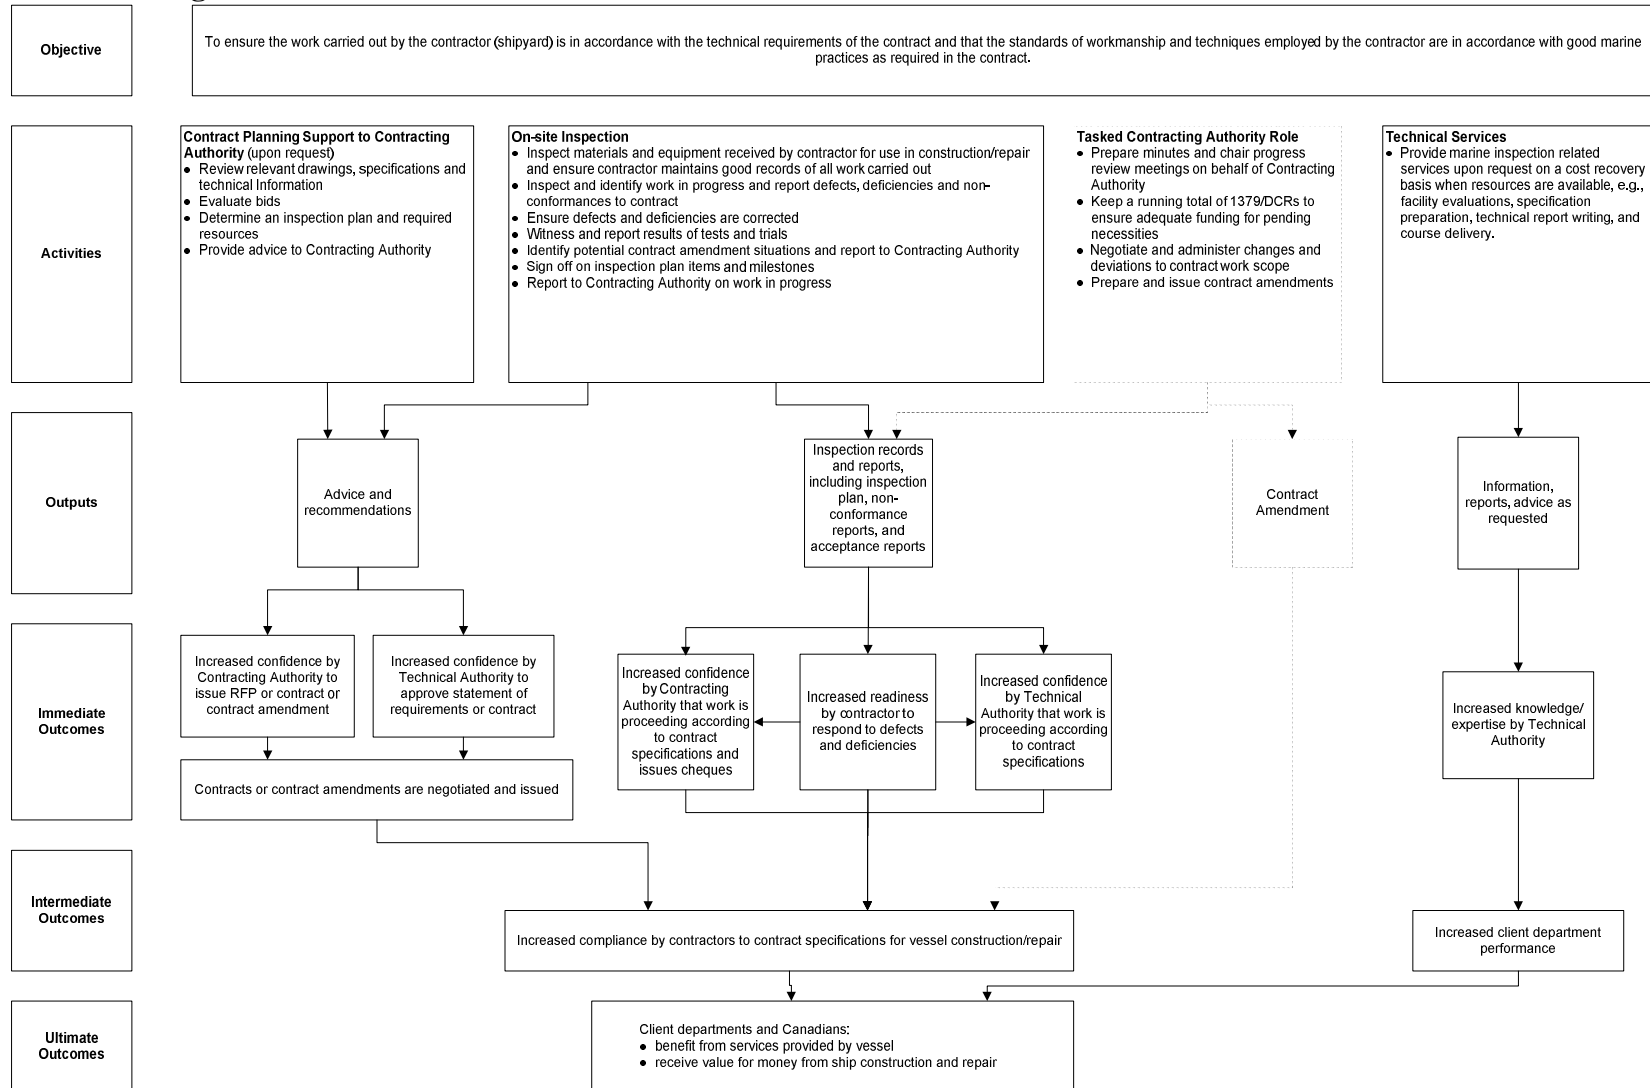 Objective
To ensure the work carried out by the contractor (shipyard) is in accordance with the technical requirements of the contract and that the standards of workmanship and techniques employed by the contractor are in accordance with good marine
practices as required in the contract.
Activities
Contract Planning Support to Contracting
Authority (upon request)
● Review relevant drawings, specifications and
technical Information
● Evaluate bids
● Determine an inspection plan and required
resources
● Provide advice to Contracting Authority
On-site Inspection
● Inspect materials and equipment received by contractor for use in construction/repair
and ensure contractor maintains good records of all work carried out
● Inspect and identify work in progress and report defects, deficiencies and non-
conformances to contract
● Ensure defects and deficiencies are corrected
● Witness and report results of tests and trials
● Identify potential contract amendment situations and report to Contracting Authority
● Sign off on inspection plan items and milestones
● Report to Contracting Authority on work in progress
Tasked Contracting Authority Role
● Prepare minutes and chair progress
review meetings on behalf of Contracting
Authority
● Keep a running total of 1379/DCRs to
ensure adequate funding for pending
necessities
● Negotiate and administer changes and
deviations to contract work scope
● Prepare and issue contract amendments
Technical Services
● Provide marine inspection related
services upon request on a cost recovery
basis when resources are available, e.g.,
facility evaluations, specification
preparation, technical report writing, and
course delivery.
Outputs
Advice and
recommendations
Inspection records
and reports,
including inspection
plan, non-
conformance
reports, and
acceptance reports
Contract
Amendment
Information,
reports, advice as
requested
Immediate
Outcomes
Increased confidence by
Contracting Authority to
issue RFP or contract or
contract amendment
Increased confidence by
Technical Authority to
approve statement of
requirements or contract
Contracts or contract amendments are negotiated and issued
Increased confidence
by Contracting
Authority that work is
proceeding according
to contract
specifications and
issues cheques
Increased readiness
by contractor to
respond to defects
and deficiencies
Increased confidence
by Technical
Authority that work is
proceeding according
to contract
specifications
Increased knowledge/
expertise by Technical
Authority
Intermediate
Outcomes
Increased compliance by contractors to contract specifications for vessel construction/repair
Increased client department
performance
Ultimate
Outcomes
Client departments and Canadians:
● benefit from services provided by vessel
● receive value for money from ship construction and repair